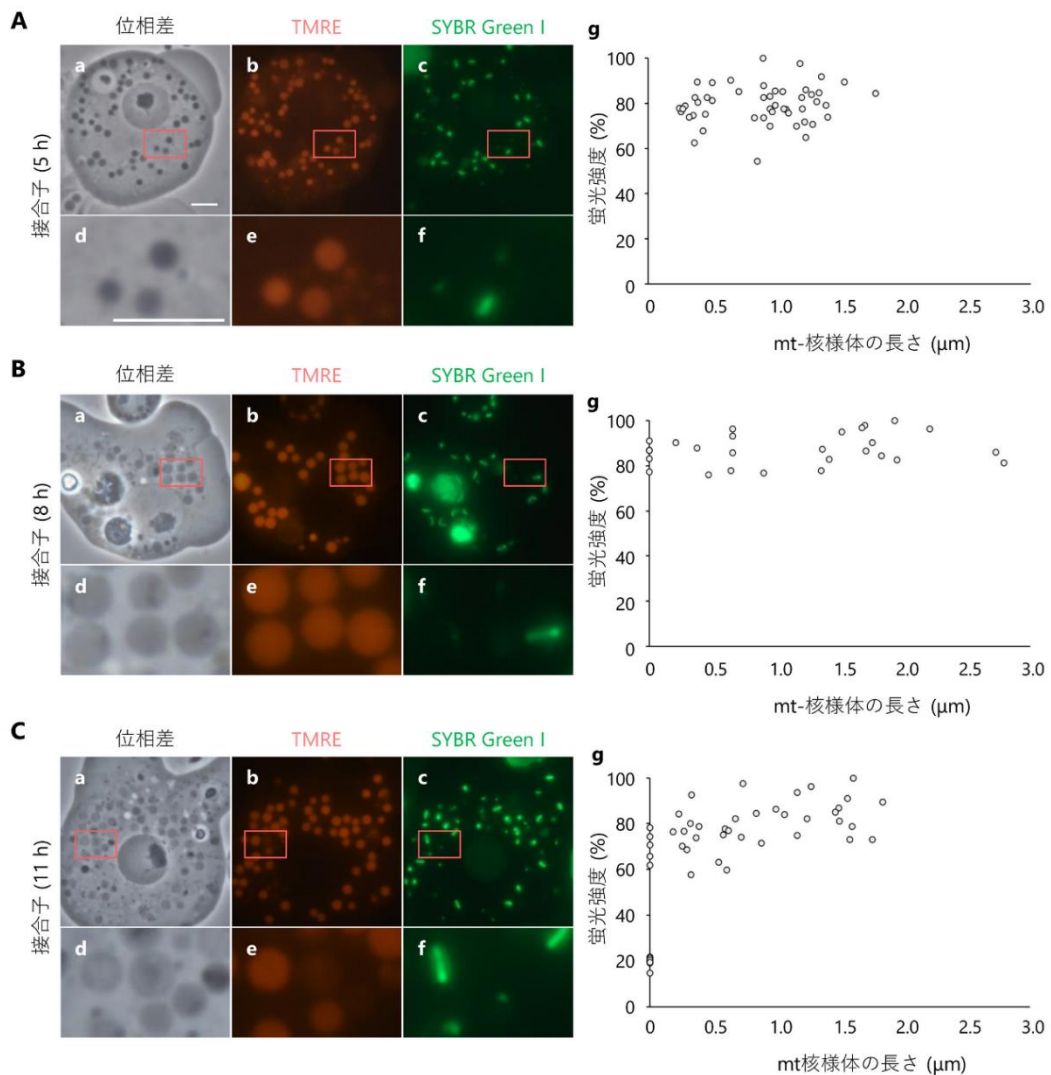 A
位相差
TMRE
SYBR Green I
g
a
b
c
接合子 (5 h)
d
e
f
蛍光強度 (%)
100
80
60
40
20
0
0
0.5
1.0
1.5
2.0
2.5
3.0
mt-核様体の長さ (μm)
B
位相差
TMRE
SYBR Green I
g
a
b
c
接合子 (8 h)
d
e
f
蛍光強度 (%)
100
80
60
40
20
0
0
0.5
1.0
1.5
2.0
2.5
3.0
mt-核様体の長さ (μm)
C
位相差
TMRE
SYBR Green I
g
a
b
c
接合子 (11 h)
d
e
f
蛍光強度 (%)
100
80
60
40
20
0
0
0.5
1.0
1.5
2.0
2.5
3.0
mt核様体の長さ (μm)